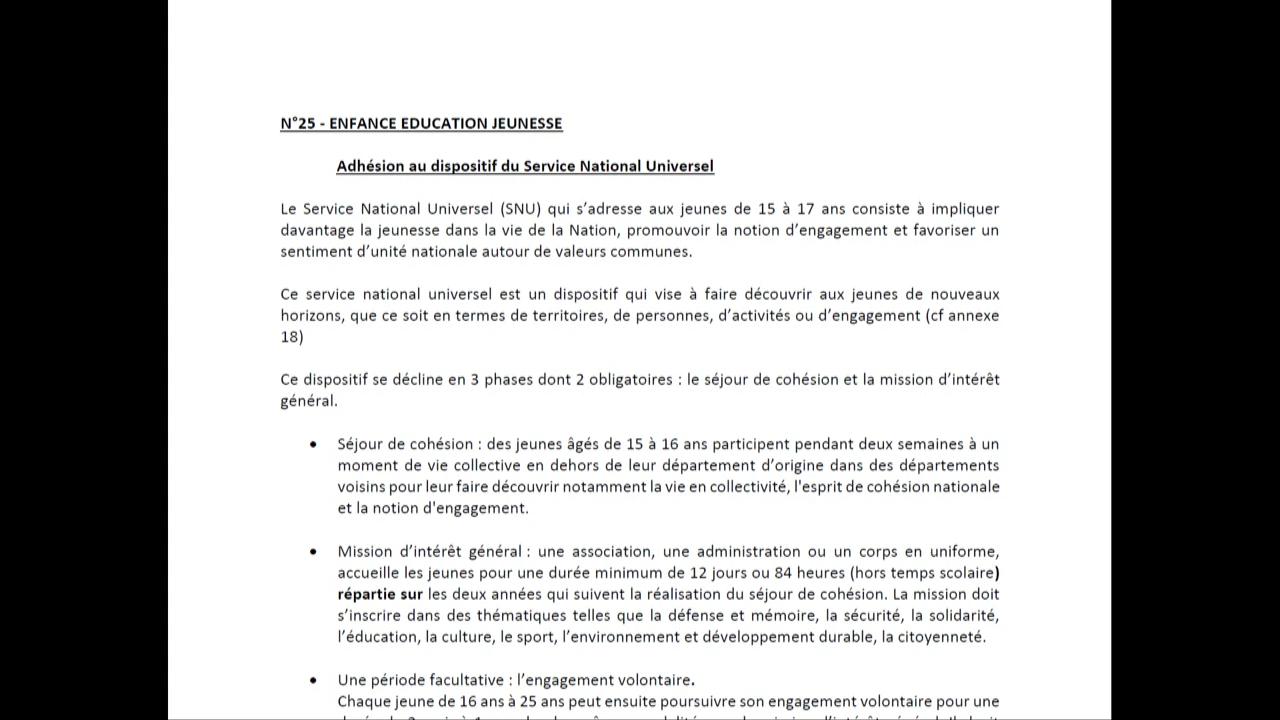 N°25 - ENFANCE EDUCATION JEUNESSE
Adhésion au dispositif du Service National Universel
Le Service National Universel (SNU) qui s’adresse aux jeunes de 15 à 17 ans consiste à impliquer
davantage la jeunesse dans la vie de la Nation, promouvoir la notion d’engagement et favoriser un
sentiment d’unité nationale autour de valeurs communes.
Ce service national universel est un dispositif qui vise à faire découvrir aux jeunes de nouveaux
horizons, que ce soit en termes de territoires, de personnes, d’activités ou d’engagement (cf annexe
18)
Ce dispositif se décline en 3 phases dont 2 obligatoires : le séjour de cohésion et la mission d’intérêt
général.
• Séjour de cohésion : des jeunes âgés de 15 à 16 ans participent pendant deux semaines à un
moment de vie collective en dehors de leur département d’origine dans des départements
voisins pour leur faire découvrir notamment la vie en collectivité, l'esprit de cohésion nationale
et la notion d'engagement.
• Mission d’intérêt général : une association, une administration ou un corps en uniforme,
accueille les jeunes pour une durée minimum de 12 jours ou 84 heures (hors temps scolaire)
répartie sur les deux années qui suivent la réalisation du séjour de cohésion. La mission doit
s’inscrire dans des thématiques telles que la défense et mémoire, la sécurité, la solidarité,
l’éducation, la culture, le sport, l’environnement et développement durable, la citoyenneté.
• Une période facultative : l’engagement volontaire.
Chaque jeune de 16 ans à 25 ans peut ensuite poursuivre son engagement volontaire pour une